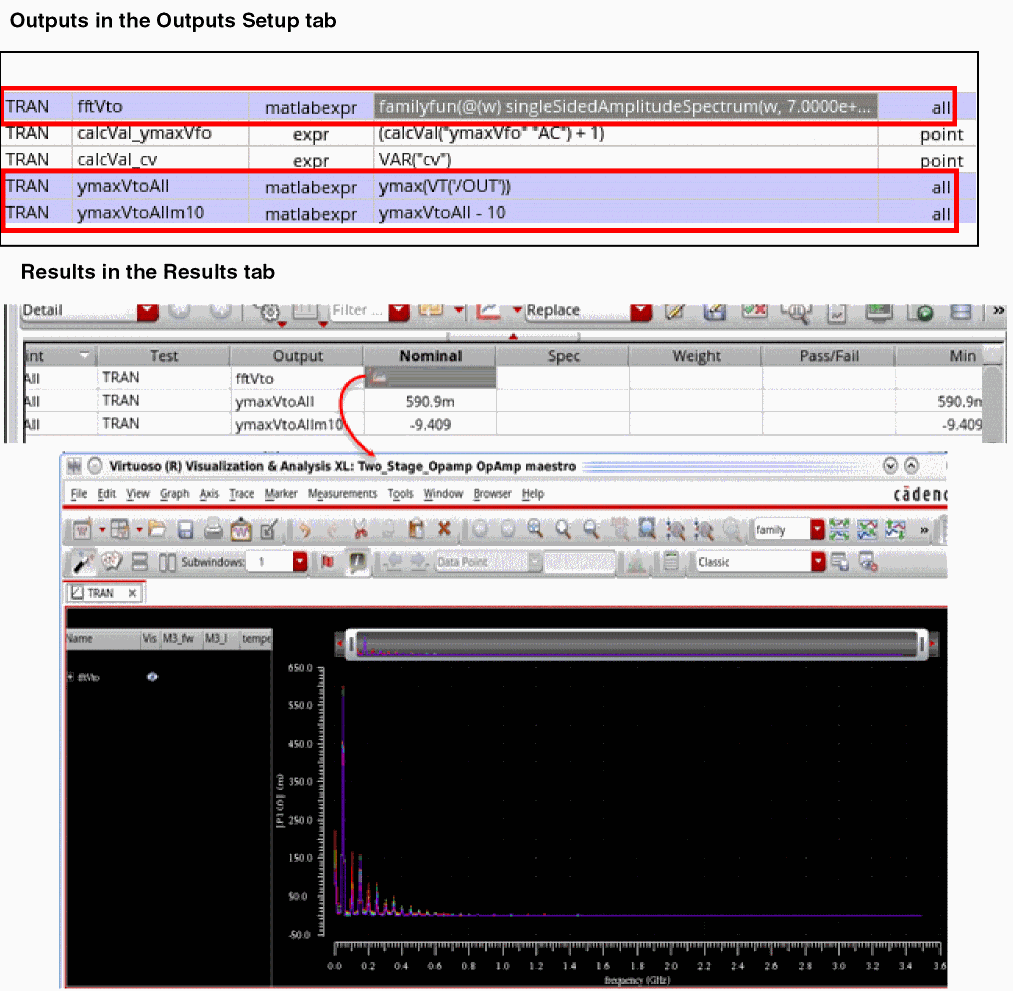 Outputs in the Outputs Setup tab
TRAN fftVto matlabexpr familyfun(@(w) singleSidedAmplitudeSpectrum(w, 7.0000e+... all
TRAN calcVal_ymaxVfo expr (calcVal("ymaxVfo" "AC") + 1) point
TRAN calcVal_cv expr VAR("cv") point
TRAN ymaxVtoAll matlabexpr ymax(VT('/OUT')) all
TRAN ymaxVtoAllm10 matlabexpr ymaxVtoAll - 10 all
Results in the Results tab
Detail Filter ... Replace »
int Test Output Nominal Spec Weight Pass/Fail Min
All TRAN fftVto
All TRAN ymaxVtoAll 590.9m 590.9m
All TRAN ymaxVtoAllm10 -9.409 -9.409
Virtuoso (R) Visualization & Analysis XL: Two_Stage_Opamp OpAmp maestro
File Edit View Graph Axis Trace Marker Measurements Tools Window Browser Help cādenc
family »
Subwindows: 1 Data Point Classic
TRAN
Name Vis M3_fw M3_l tempe
fftVto
650.0
550.0
450.0
350.0
250.0
150.0
50.0
-50.0
0.0 0.2 0.4 0.6 0.8 1.0 1.2 1.4 1.6 1.8 2.0 2.2 2.4 2.6 2.8 3.0 3.2 3.4 3.6
frequency (GHz)